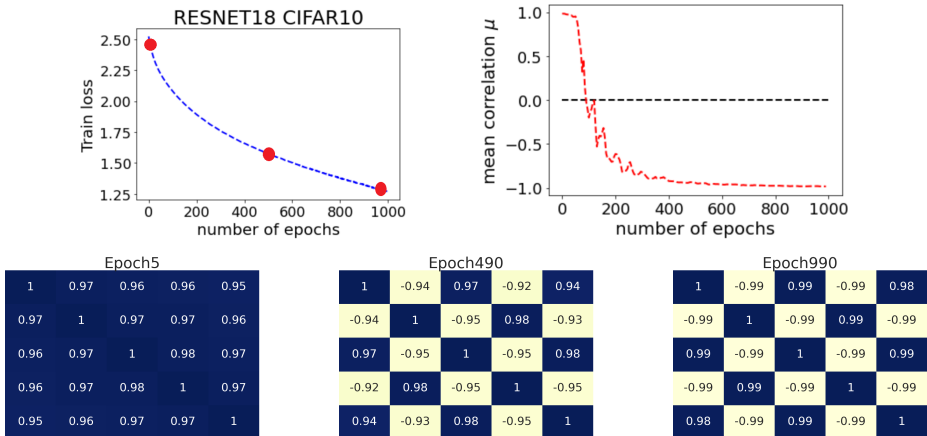 RESNET18 CIFAR10
2.50
2.25
2.00
1.75
1.50
1.25
Train loss
0 200 400 600 800 1000
number of epochs
1.0
0.5
0.0
−0.5
−1.0
mean correlation μ
0 200 400 600 800 1000
number of epochs
Epoch5
1 0.97 0.96 0.96 0.95
0.97 1 0.97 0.97 0.96
0.96 0.97 1 0.98 0.97
0.96 0.97 0.98 1 0.97
0.95 0.96 0.97 0.97 1
Epoch490
1 -0.94 0.97 -0.92 0.94
-0.94 1 -0.95 0.98 -0.93
0.97 -0.95 1 -0.95 0.98
-0.92 0.98 -0.95 1 -0.95
0.94 -0.93 0.98 -0.95 1
Epoch990
1 -0.99 0.99 -0.99 0.98
-0.99 1 -0.99 0.99 -0.99
0.99 -0.99 1 -0.99 0.99
-0.99 0.99 -0.99 1 -0.99
0.98 -0.99 0.99 -0.99 1